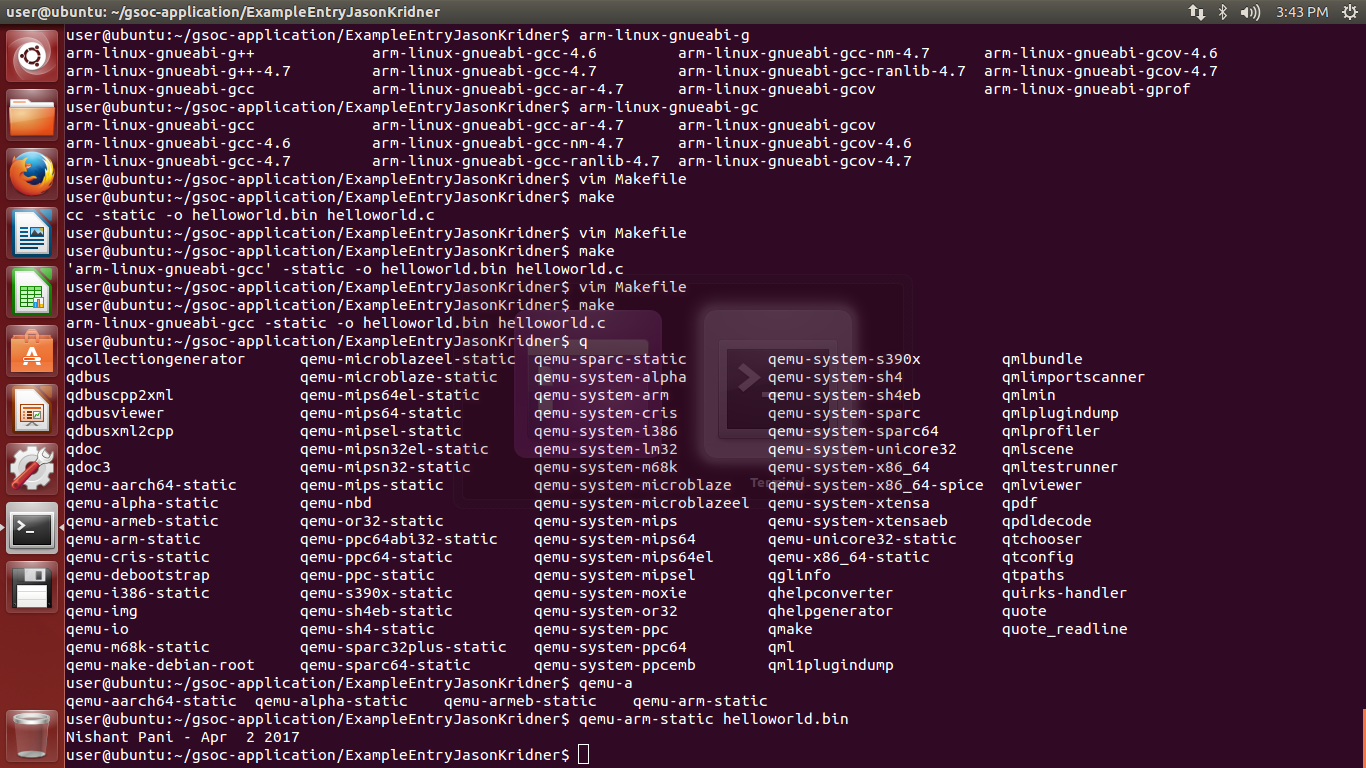 user@ubuntu: ~/gsoc-application/ExampleEntryJasonKridner 3:43 PM
user@ubuntu:~/gsoc-application/ExampleEntryJasonKridner$ arm-linux-gnueabi-g
arm-linux-gnueabi-g++ arm-linux-gnueabi-gcc-4.6 arm-linux-gnueabi-gcc-nm-4.7 arm-linux-gnueabi-gcov-4.6
arm-linux-gnueabi-g++-4.7 arm-linux-gnueabi-gcc-4.7 arm-linux-gnueabi-gcc-ranlib-4.7 arm-linux-gnueabi-gcov-4.7
arm-linux-gnueabi-gcc arm-linux-gnueabi-gcc-ar-4.7 arm-linux-gnueabi-gcov arm-linux-gnueabi-gprof
user@ubuntu:~/gsoc-application/ExampleEntryJasonKridner$ arm-linux-gnueabi-gc
arm-linux-gnueabi-gcc arm-linux-gnueabi-gcc-ar-4.7 arm-linux-gnueabi-gcov
arm-linux-gnueabi-gcc-4.6 arm-linux-gnueabi-gcc-nm-4.7 arm-linux-gnueabi-gcov-4.6
arm-linux-gnueabi-gcc-4.7 arm-linux-gnueabi-gcc-ranlib-4.7 arm-linux-gnueabi-gcov-4.7
user@ubuntu:~/gsoc-application/ExampleEntryJasonKridner$ vim Makefile
user@ubuntu:~/gsoc-application/ExampleEntryJasonKridner$ make
cc -static -o helloworld.bin helloworld.c
user@ubuntu:~/gsoc-application/ExampleEntryJasonKridner$ vim Makefile
user@ubuntu:~/gsoc-application/ExampleEntryJasonKridner$ make
'arm-linux-gnueabi-gcc' -static -o helloworld.bin helloworld.c
user@ubuntu:~/gsoc-application/ExampleEntryJasonKridner$ vim Makefile
user@ubuntu:~/gsoc-application/ExampleEntryJasonKridner$ make
arm-linux-gnueabi-gcc -static -o helloworld.bin helloworld.c
user@ubuntu:~/gsoc-application/ExampleEntryJasonKridner$ q
qcollectiongenerator qemu-microblazeel-static qemu-sparc-static qemu-system-s390x qmlbundle
qdbus qemu-microblaze-static qemu-system-alpha qemu-system-sh4 qmlimportscanner
qdbuscpp2xml qemu-mips64el-static qemu-system-arm qemu-system-sh4eb qmlmin
qdbusviewer qemu-mips64-static qemu-system-cris qemu-system-sparc qmlplugindump
qdbusxml2cpp qemu-mipsel-static qemu-system-i386 qemu-system-sparc64 qmlprofiler
qdoc qemu-mipsn32el-static qemu-system-lm32 qemu-system-unicore32 qmlscene
qdoc3 qemu-mipsn32-static qemu-system-m68k qemu-system-x86_64 qmltestrunner
qemu-aarch64-static qemu-mips-static qemu-system-microblaze qemu-system-x86_64-spice qmlviewer
Terminal
qemu-alpha-static qemu-nbd qemu-system-microblazeel qemu-system-xtensa qpdf
qemu-armeb-static qemu-or32-static qemu-system-mips qemu-system-xtensaeb qpdldecode
qemu-arm-static qemu-ppc64abi32-static qemu-system-mips64 qemu-unicore32-static qtchooser
qemu-cris-static qemu-ppc64-static qemu-system-mips64el qemu-x86_64-static qtconfig
qemu-debootstrap qemu-ppc-static qemu-system-mipsel qglinfo qtpaths
qemu-i386-static qemu-s390x-static qemu-system-moxie qhelpconverter quirks-handler
qemu-img qemu-sh4eb-static qemu-system-or32 qhelpgenerator quote
qemu-io qemu-sh4-static qemu-system-ppc qmake quote_readline
qemu-m68k-static qemu-sparc32plus-static qemu-system-ppc64 qml
qemu-make-debian-root qemu-sparc64-static qemu-system-ppcemb qml1plugindump
user@ubuntu:~/gsoc-application/ExampleEntryJasonKridner$ qemu-a
qemu-aarch64-static qemu-alpha-static qemu-armeb-static qemu-arm-static
user@ubuntu:~/gsoc-application/ExampleEntryJasonKridner$ qemu-arm-static helloworld.bin
Nishant Pani - Apr  2 2017
user@ubuntu:~/gsoc-application/ExampleEntryJasonKridner$